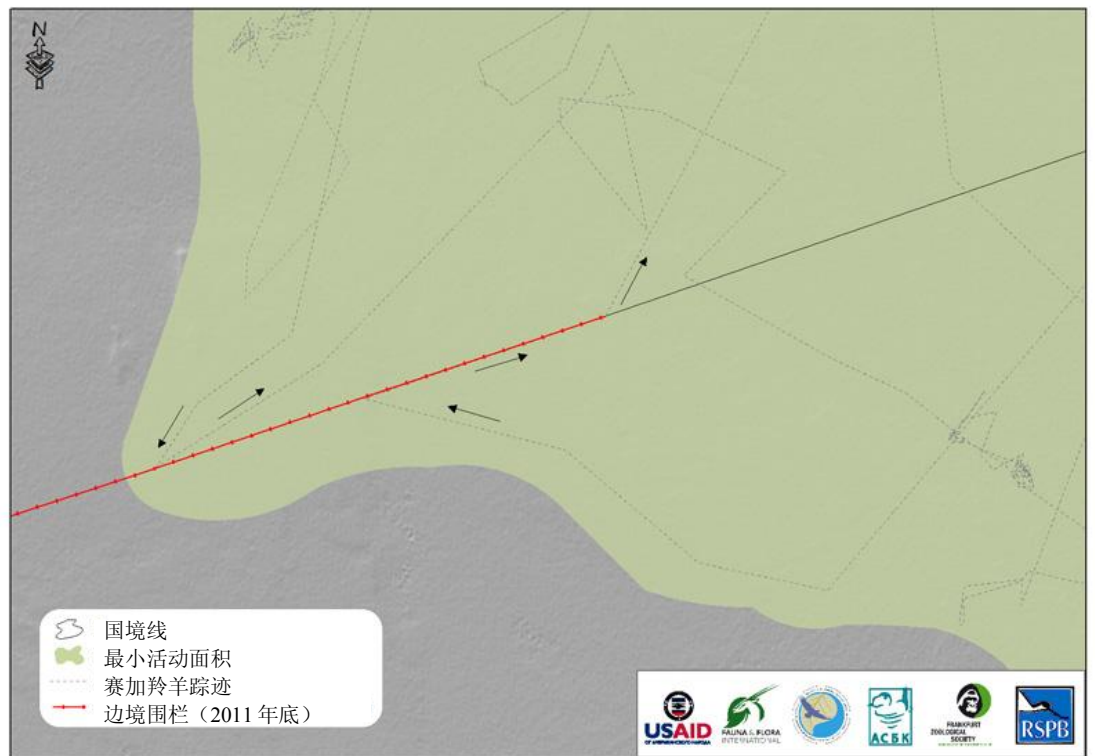 N
国境线
最小活动面积
赛加羚羊踪迹
边境围栏（2011 年底）
USAID
FAUNA & FLORA
INTERNATIONAL
АСБК
FRANKFURT
ZOOLOGICAL
SOCIETY
RSPB